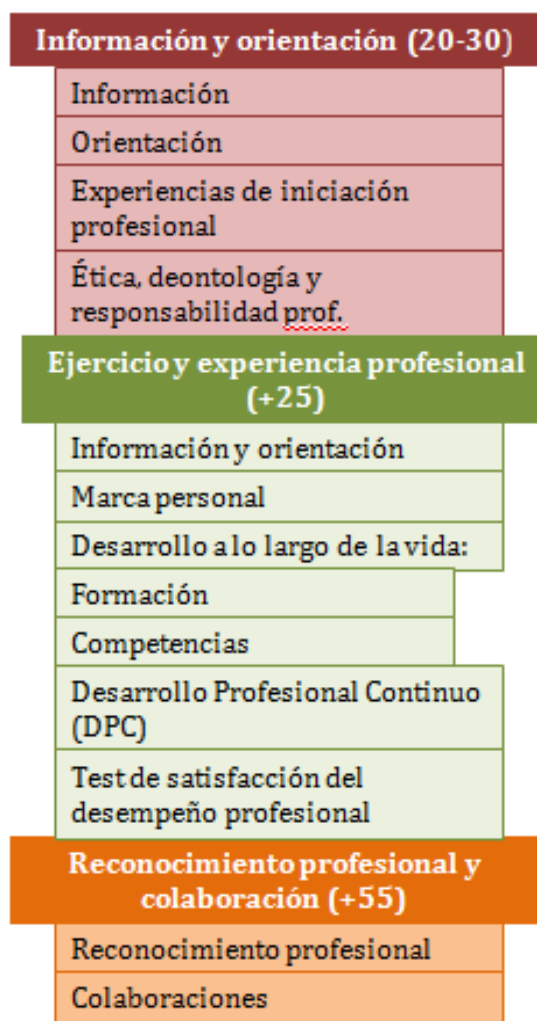 Información y orientación (20-30)
Información
Orientación
Experiencias de iniciación
profesional
Ética, deontología y
responsabilidad prof.
Ejercicio y experiencia profesional
(+25)
Información y orientación
Marca personal
Desarrollo a lo largo de la vida:
Formación
Competencias
Desarrollo Profesional Continuo
(DPC)
Test de satisfacción del
desempeño profesional
Reconocimiento profesional y
colaboración (+55)
Reconocimiento profesional
Colaboraciones